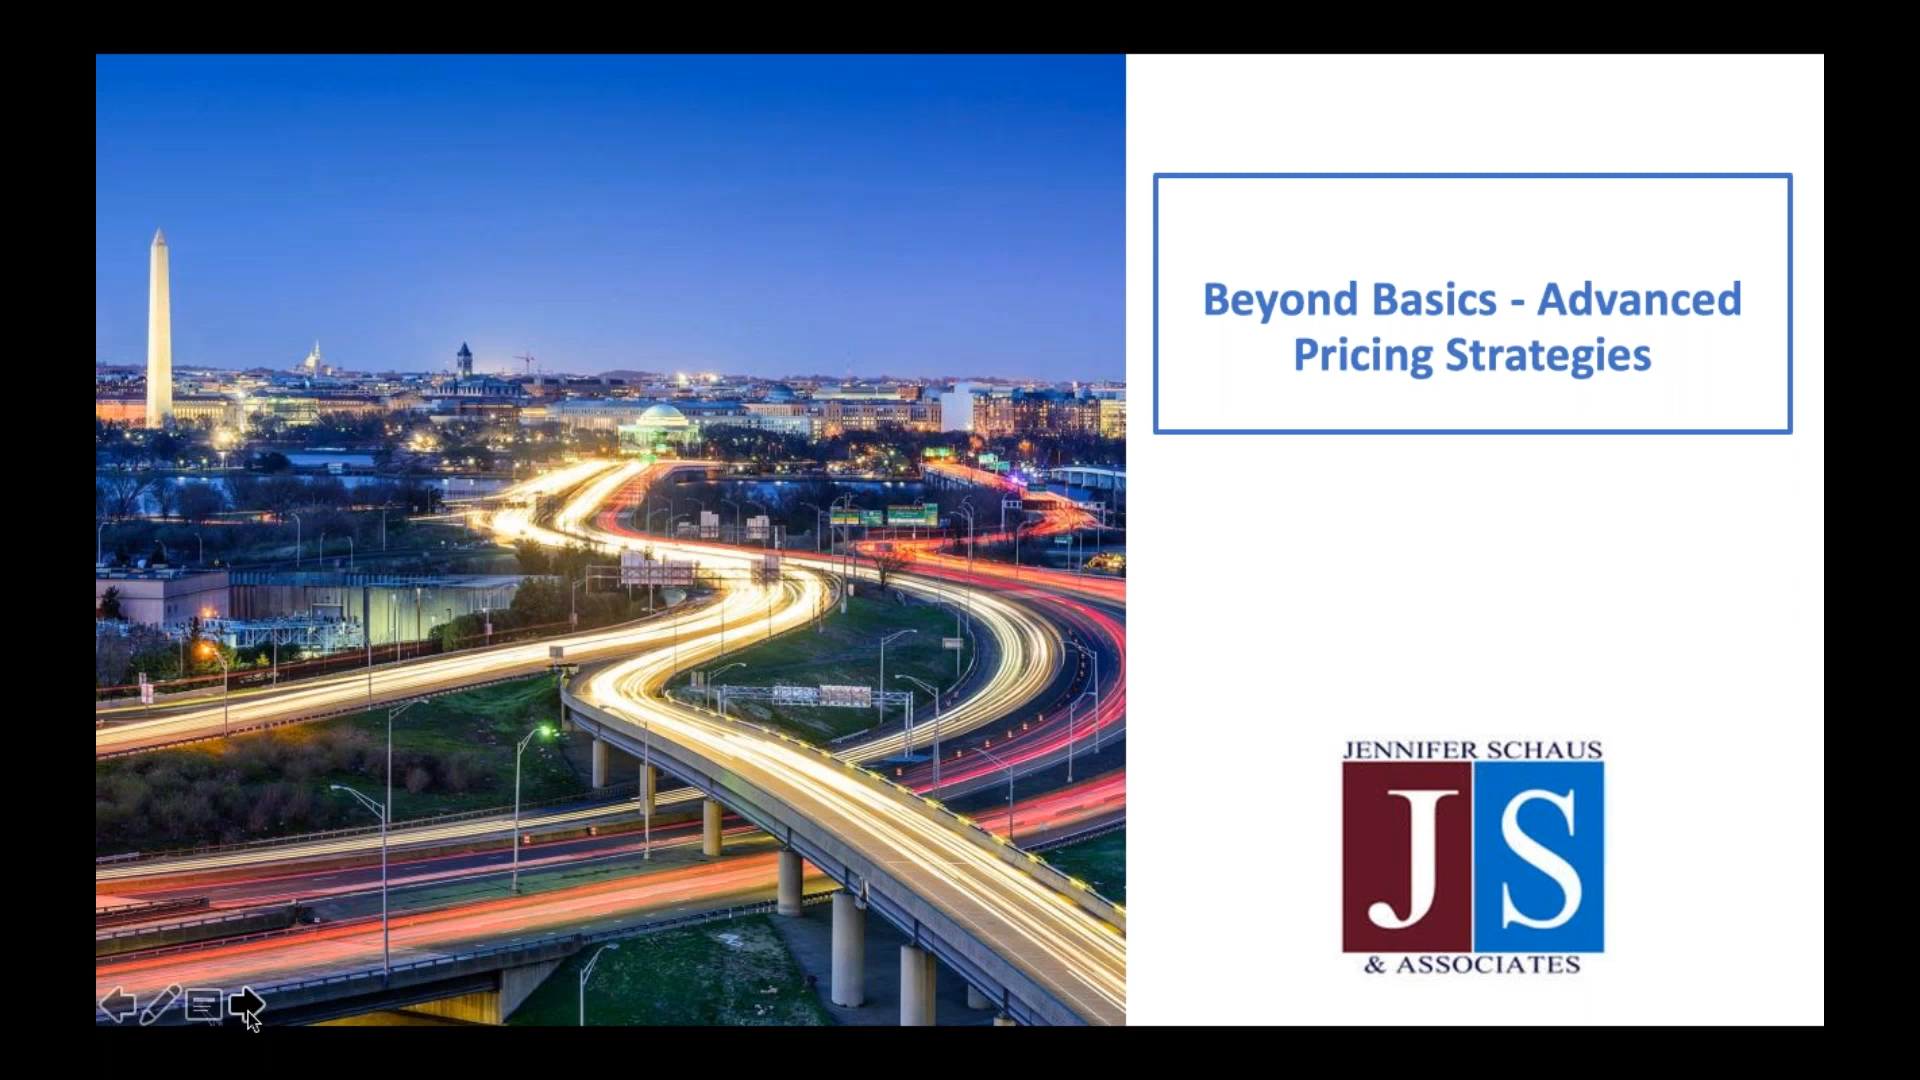 Beyond Basics - Advanced
Pricing Strategies
JENNIFER SCHAUS
JS
& ASSOCIATES